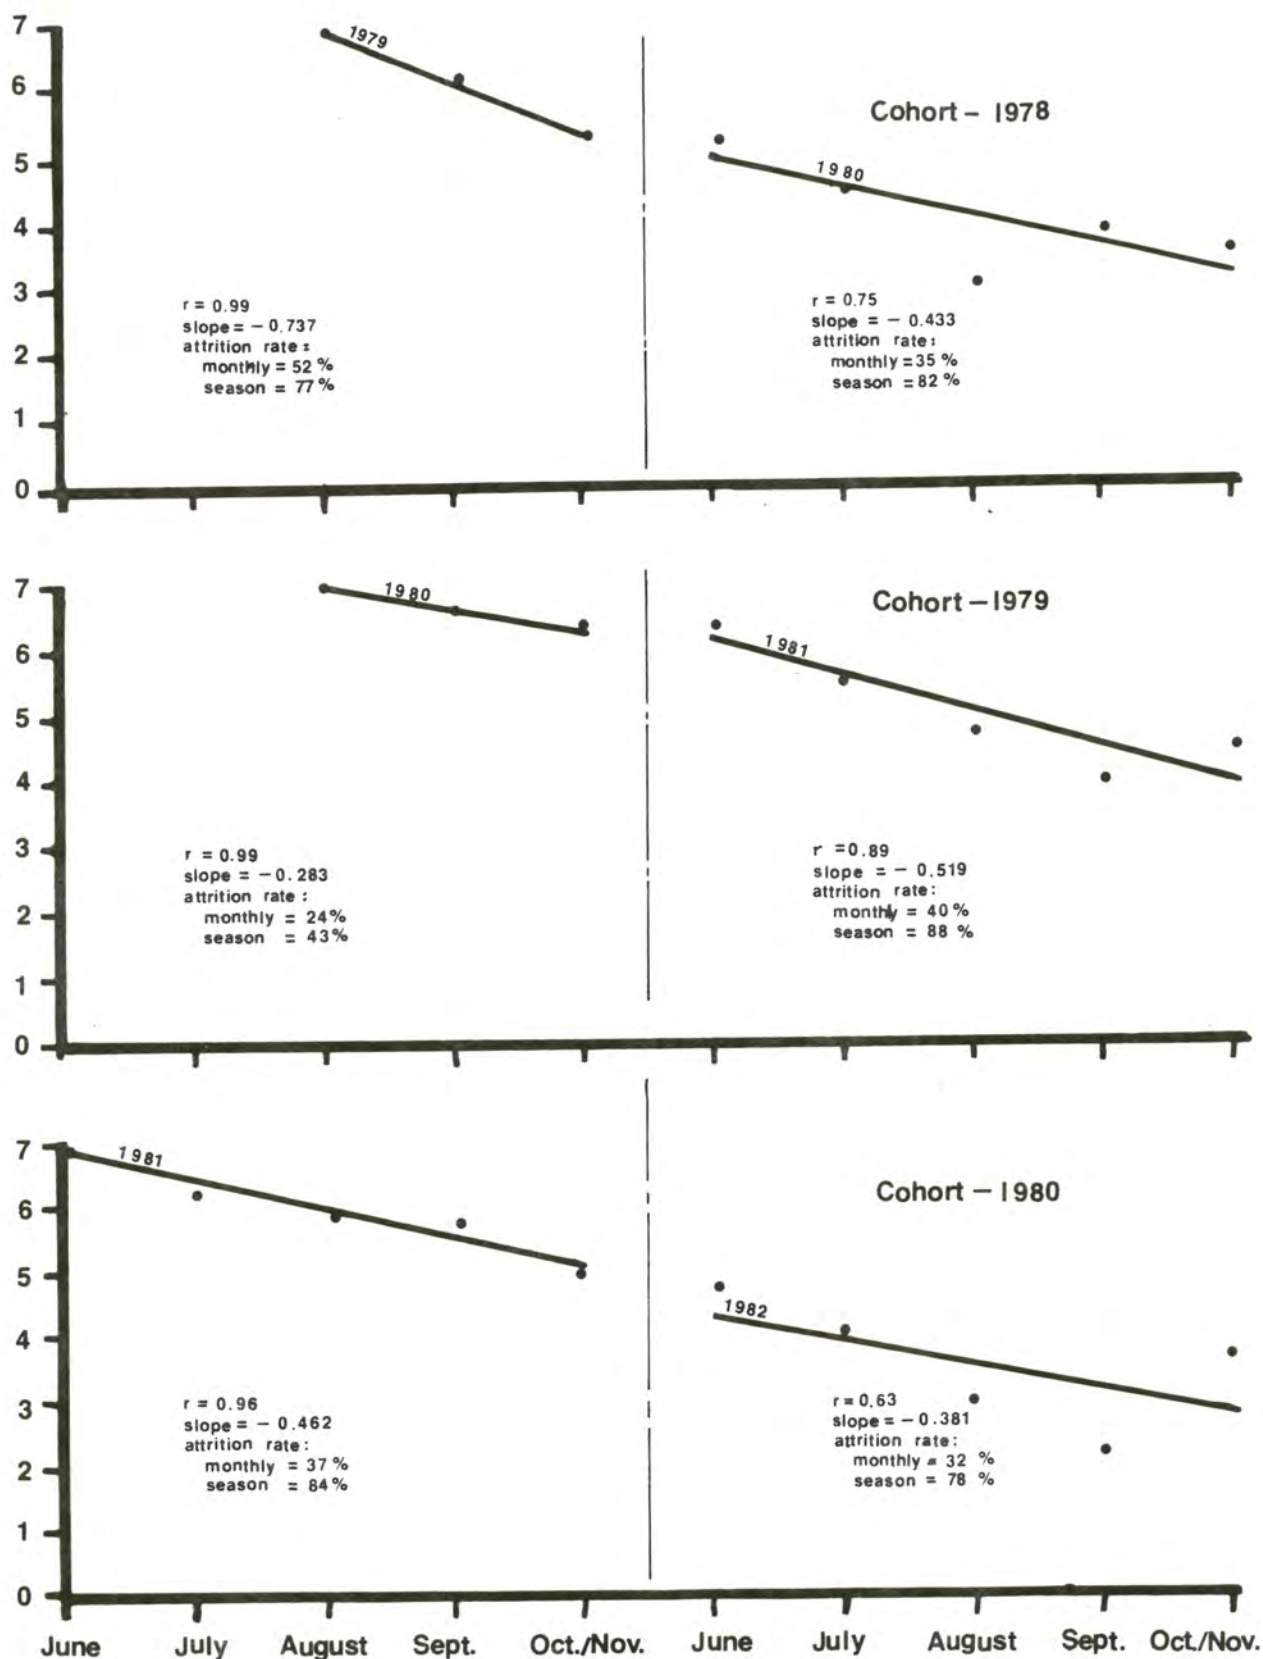 7
6
5
4
3
2
1
0
1979
r = 0.99
slope = - 0.737
attrition rate:
monthly = 52 %
season = 77 %
Cohort - 1978
1980
r = 0.75
slope = - 0.433
attrition rate:
monthly = 35 %
season = 82 %
7
6
5
4
3
2
1
0
1980
r = 0.99
slope = - 0.283
attrition rate:
monthly = 24%
season = 43%
Cohort - 1979
1981
r = 0.89
slope = - 0.519
attrition rate:
monthly = 40 %
season = 88 %
7
6
5
4
3
2
1
0
1981
r = 0.96
slope = - 0.462
attrition rate:
monthly = 37 %
season = 84%
Cohort - 1980
1982
r = 0.63
slope = - 0.381
attrition rate:
monthly = 32 %
season = 78 %
June July August Sept. Oct./Nov. June July August Sept. Oct./Nov.